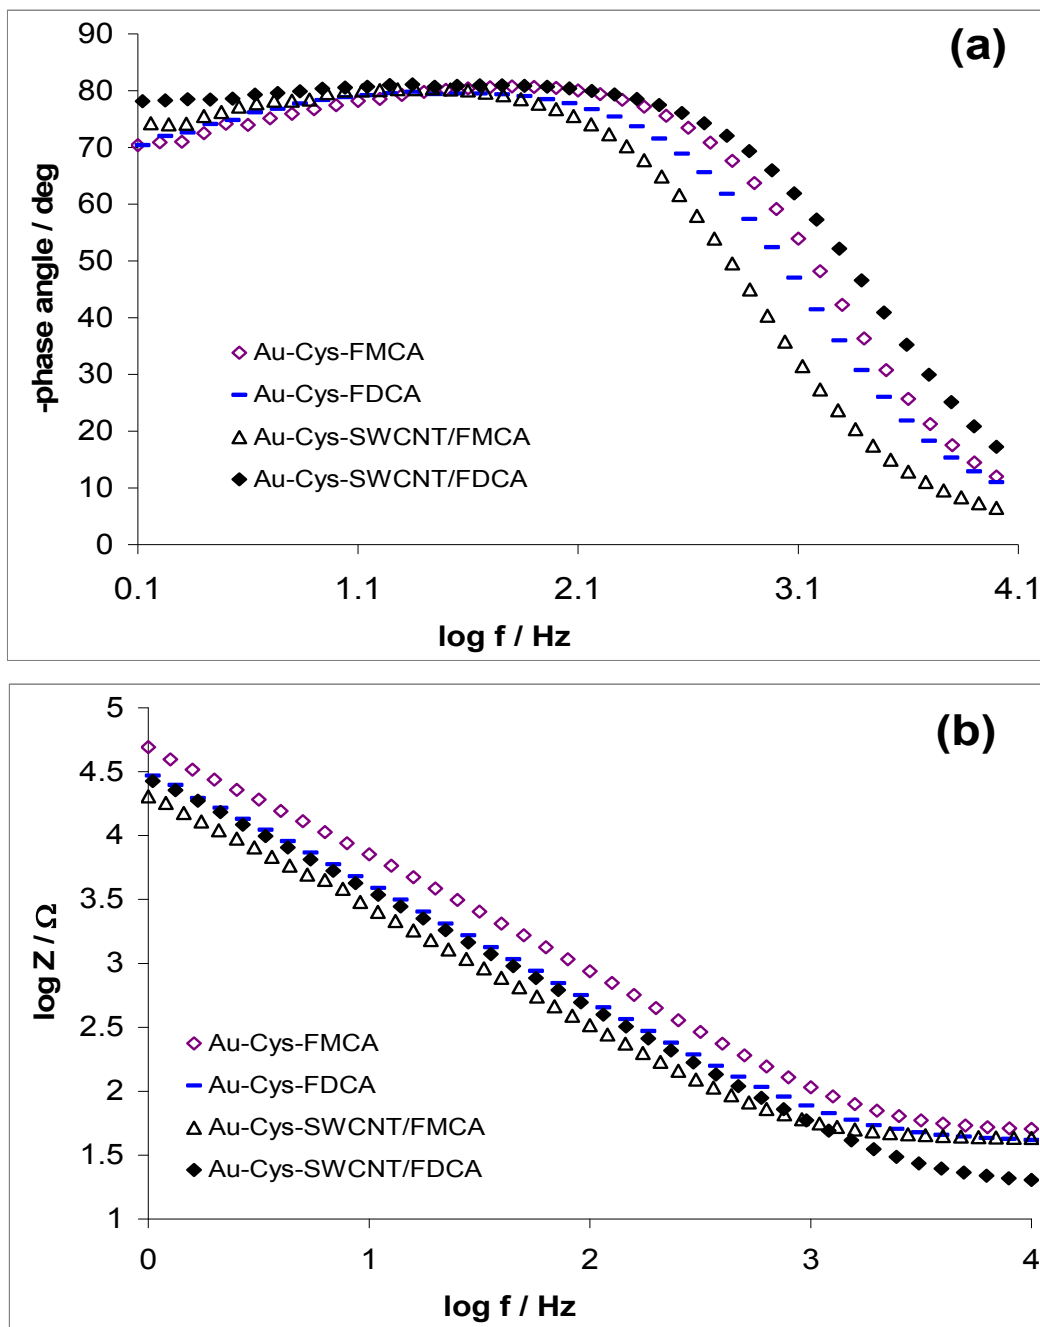 (a)
90
80
70
60
50
40
30
20
10
0
-phase angle / deg
Au-Cys-FMCA
Au-Cys-FDCA
Au-Cys-SWCNT/FMCA
Au-Cys-SWCNT/FDCA
0.1 1.1 2.1 3.1 4.1
log f / Hz
(b)
5
4.5
4
3.5
3
2.5
2
1.5
1
log Z / Ω
Au-Cys-FMCA
Au-Cys-FDCA
Au-Cys-SWCNT/FMCA
Au-Cys-SWCNT/FDCA
0 1 2 3 4
log f / Hz